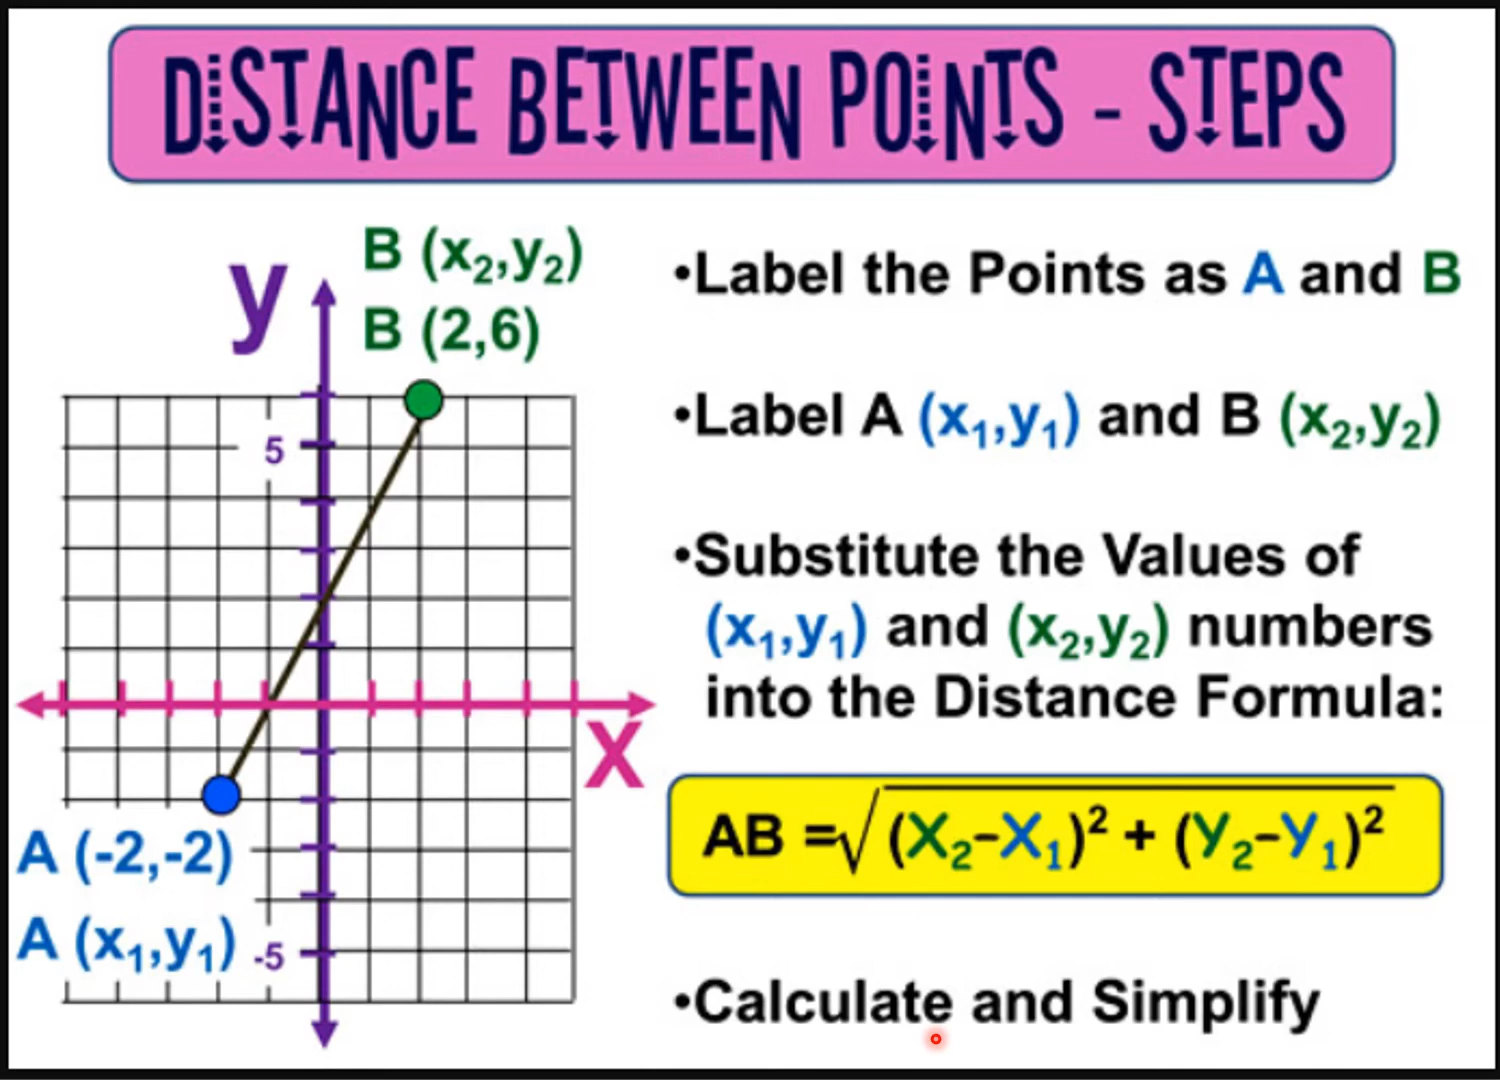 DISTANCE BETWEEN POINTS - STEPS
y
B (x₂,y₂)
B (2,6)
5
X
A (-2,-2)
A (x₁,y₁)
-5
•Label the Points as A and B
•Label A (x₁,y₁) and B (x₂,y₂)
•Substitute the Values of
(x₁,y₁) and (x₂,y₂) numbers
into the Distance Formula:
AB =√(X₂-X₁)² + (Y₂-Y₁)²
•Calculate and Simplify